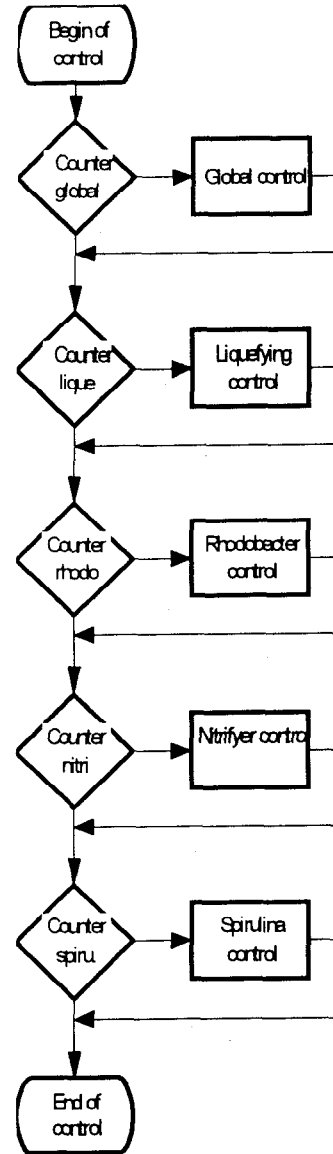 Begin of
control
Counter
global
Global control
Counter
lique
Liquefying
control
Counter
rhodo
Rhodobacter
control
Counter
nitri
Nitrifyer control
Counter
spiru.
Spirulina
control
End of
control